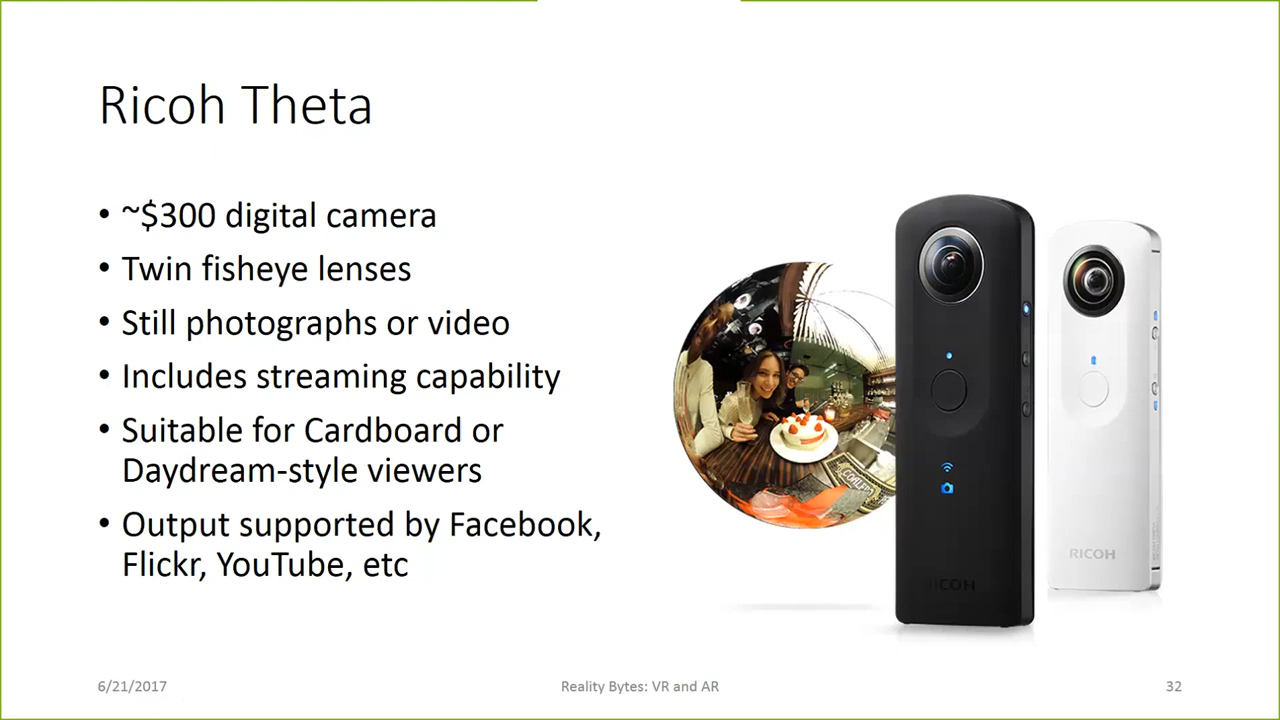 Ricoh Theta
• ~$300 digital camera
• Twin fisheye lenses
• Still photographs or video
• Includes streaming capability
• Suitable for Cardboard or
Daydream-style viewers
• Output supported by Facebook,
Flickr, YouTube, etc
RICOH
RICOH
6/21/2017
Reality Bytes: VR and AR
32